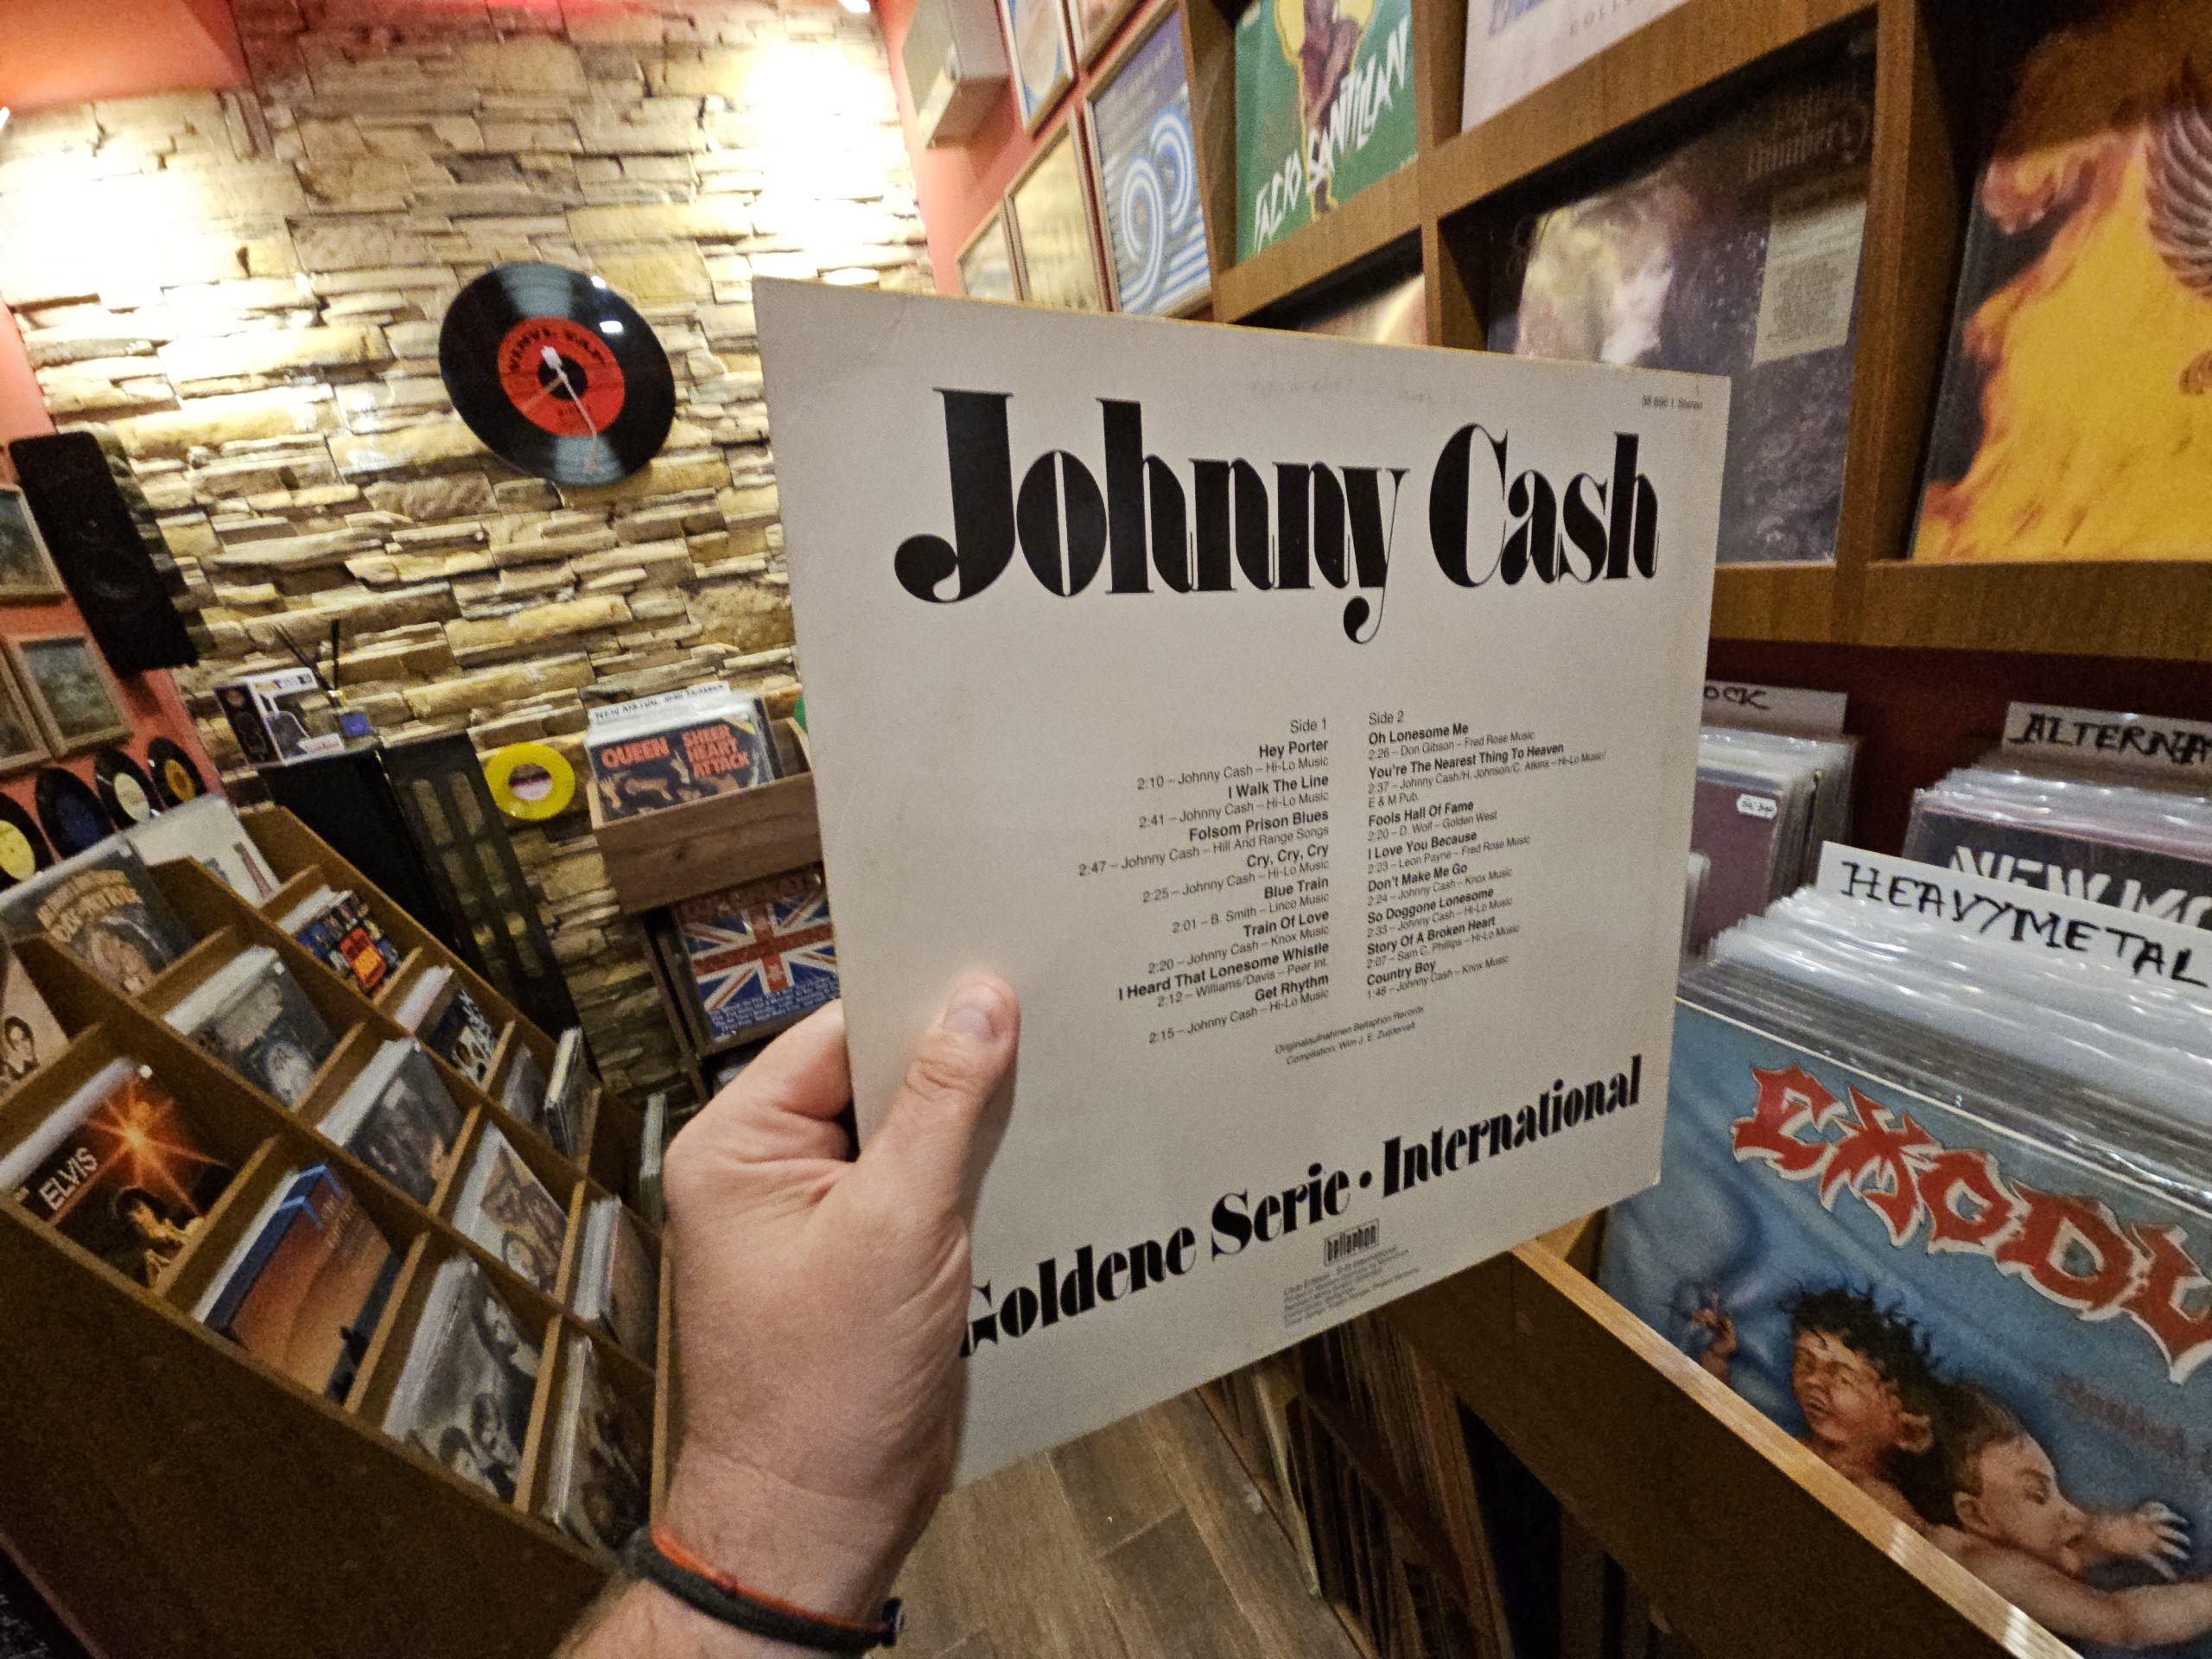 Johnny Cash
Side 1
Hey Porter
2:10 – Johnny Cash – Hi-Lo Music
I Walk The Line
2:41 – Johnny Cash – Hi-Lo Music
Folsom Prison Blues
2:47 – Johnny Cash – Hill And Range Songs
Cry, Cry, Cry
2:25 – Johnny Cash – Hi-Lo Music
Blue Train
2:01 – B. Smith – Linco Music
Train Of Love
2:20 – Johnny Cash – Knox Music
I Heard That Lonesome Whistle
2:12 – Williams/Davis – Peer Int.
Get Rhythm
2:15 – Johnny Cash – Hi-Lo Music
Side 2
Oh Lonesome Me
2:26 – Don Gibson – Fred Rose Music
You're The Nearest Thing To Heaven
2:37 – Johnny Cash/H. Johnson/C. Atkins – Hi-Lo Music/
E & M Pub.
Fools Hall Of Fame
2:20 – D. Wolf – Golden West
I Love You Because
2:23 – Leon Payne – Fred Rose Music
Don't Make Me Go
2:24 – Johnny Cash – Knox Music
So Doggone Lonesome
2:33 – Johnny Cash – Hi-Lo Music
Story Of A Broken Heart
2:07 – Sam C. Phillips – Hi-Lo Music
Country Boy
1:48 – Johnny Cash – Knox Music
Originalaufnahmen Bellaphon Records
Compilation: Wim J. E. Zuijdervelt
Goldene Serie • International
bellaphon
VINYL TAP
QUEEN
SHEER
HEART
ATTACK
ELVIS
HEAVYMETAL